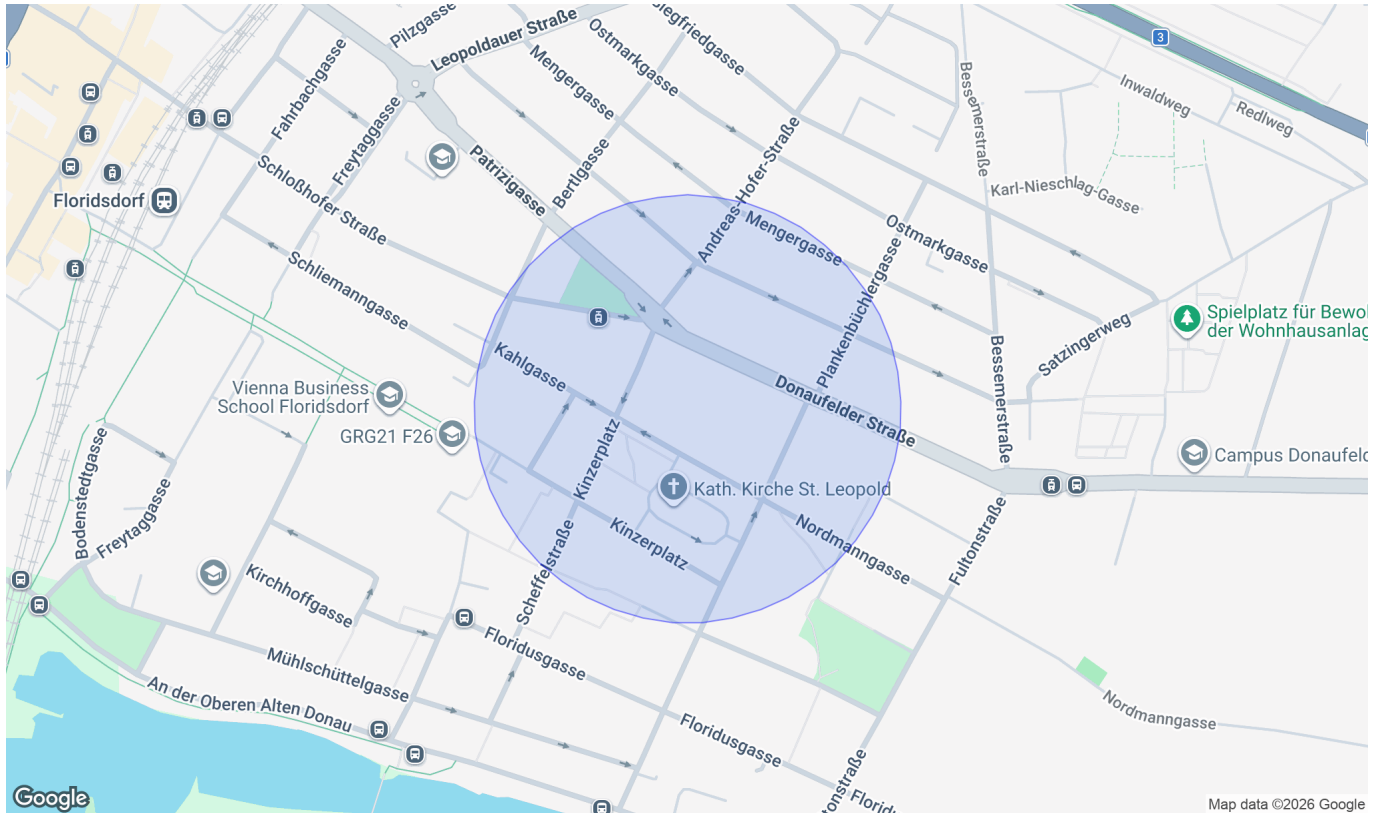 Pilzgasse
Leopoldauer Straße
Siegfriedgasse
Ostmarkgasse
Mengergasse
3
Inwaldweg
Redlweg
Fahrbachgasse
Freytaggasse
Bessemerstraße
Schloßhofer Straße
Patrizigasse
Bertlgasse
Andreas-Hofer-Straße
Karl-Nieschlag-Gasse
Floridsdorf
Mengergasse
Ostmarkgasse
Schliemanngasse
Plankenbüchlergasse
Spielplatz für Bewo
der Wohnhausanlag
Satzingerweg
Kahlgasse
Bessemerstraße
Vienna Business
School Floridsdorf
Donaufelder Straße
GRG21 F26
Kinzerplatz
Campus Donaufeld
Bodenstedtgasse
Freytaggasse
Kath. Kirche St. Leopold
Kinzerplatz
Nordmanngasse
Fultonstraße
Scheffelstraße
Kirchhoffgasse
Floridusgasse
Mühlschüttelgasse
An der Oberen Alten Donau
Nordmanngasse
Floridusgasse
tonstraße
Florid
Google
Map data ©2026 Google